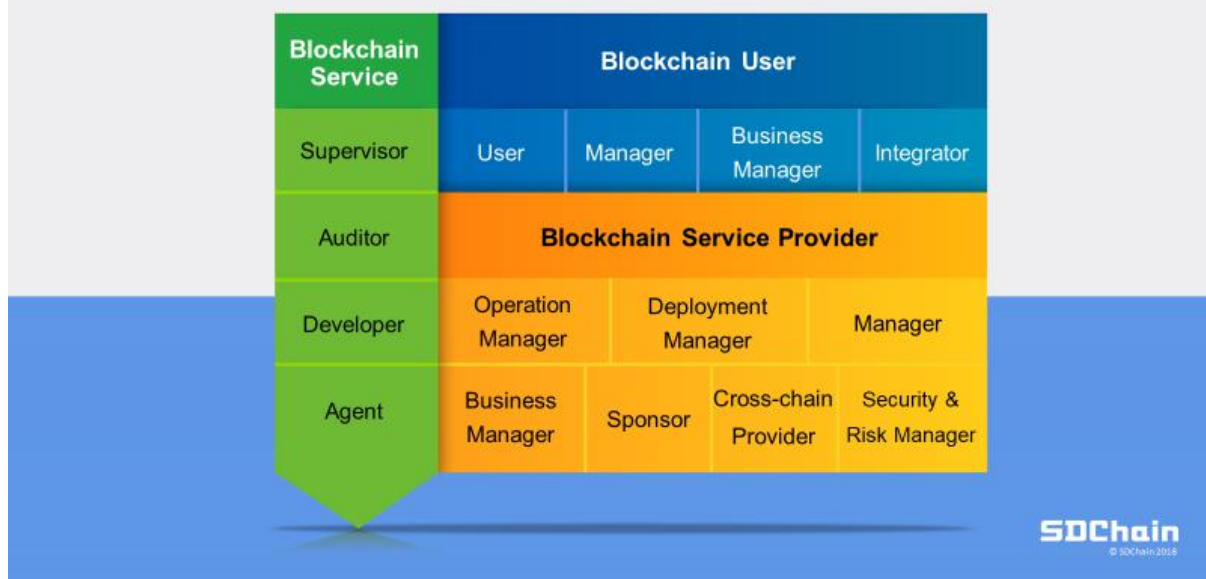 Blockchain
Service
Blockchain User
Supervisor
User
Manager
Business
Manager
Integrator
Auditor
Blockchain Service Provider
Developer
Operation
Manager
Deployment
Manager
Manager
Agent
Business
Manager
Sponsor
Cross-chain
Provider
Security &
Risk Manager
SDChain
© SDChain 2018